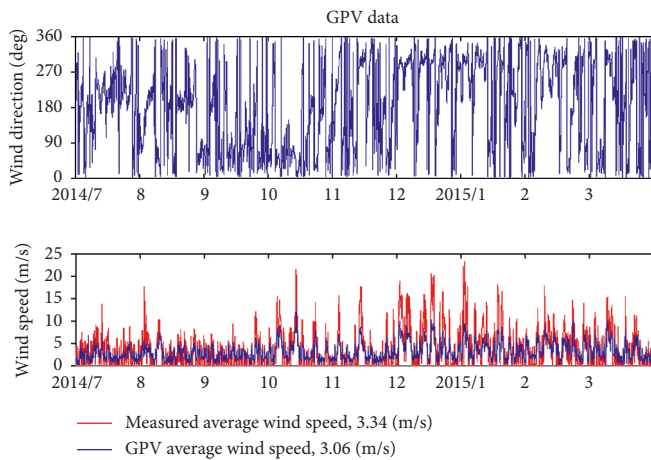 GPV data
Wind direction (deg)
360
270
180
90
0
2014/7 8 9 10 11 12 2015/1 2 3
Wind speed (m/s)
25
20
15
10
5
0
2014/7 8 9 10 11 12 2015/1 2 3
Measured average wind speed, 3.34 (m/s)
GPV average wind speed, 3.06 (m/s)